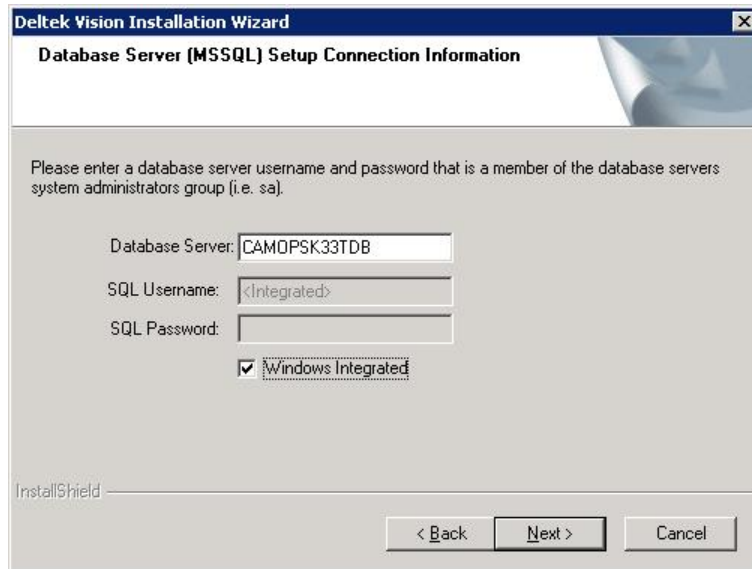 Deltek Vision Installation Wizard
Database Server (MSSQL) Setup Connection Information
Please enter a database server username and password that is a member of the database servers
system administrators group (i.e. sa).
Database Server: CAMOPSK33TDB
SQL Username: <Integrated>
SQL Password:
Windows Integrated
InstallShield
< Back Next > Cancel